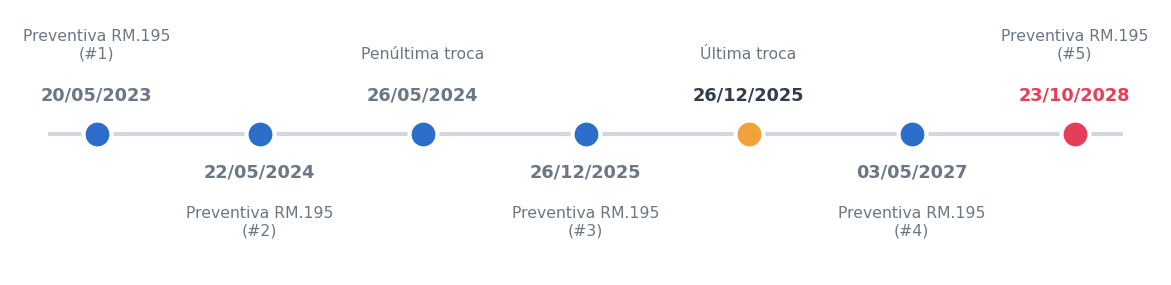 Preventiva RM.195
(#1)
20/05/2023
22/05/2024
Preventiva RM.195
(#2)
Penúltima troca
26/05/2024
26/12/2025
Preventiva RM.195
(#3)
Última troca
26/12/2025
03/05/2027
Preventiva RM.195
(#4)
Preventiva RM.195
(#5)
23/10/2028